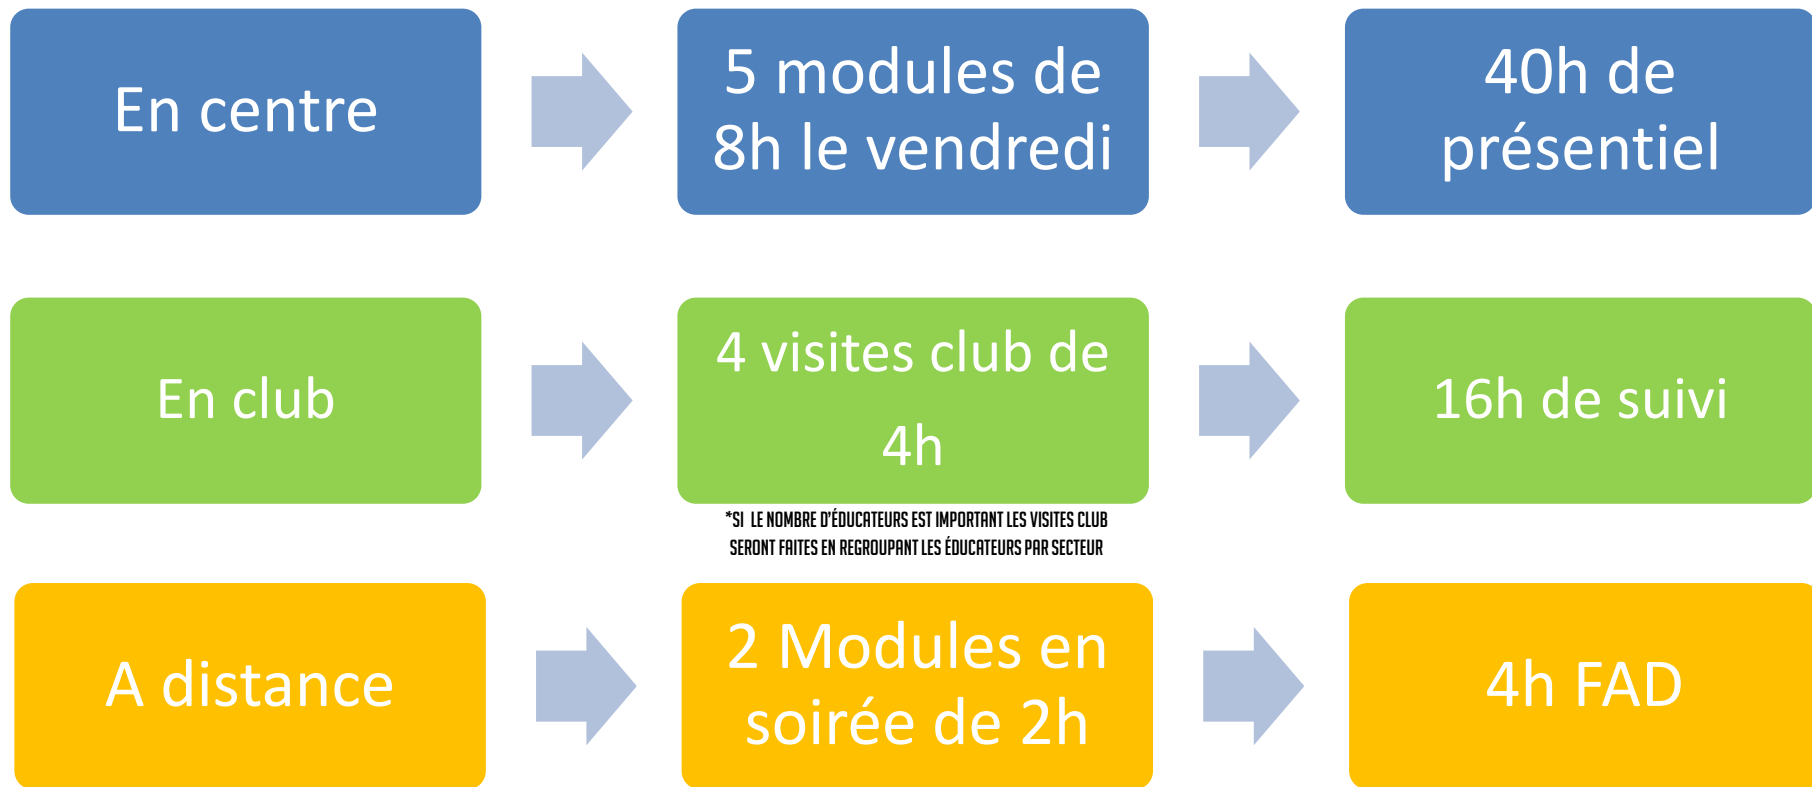 En centre
5 modules de
8h le vendredi
40h de
présentiel
En club
4 visites club de
4h
16h de suivi
*SI LE NOMBRE D'ÉDUCATEURS EST IMPORTANT LES VISITES CLUB
SERONT FAITES EN REGROUPANT LES ÉDUCATEURS PAR SECTEUR
A distance
2 Modules en
soirée de 2h
4h FAD